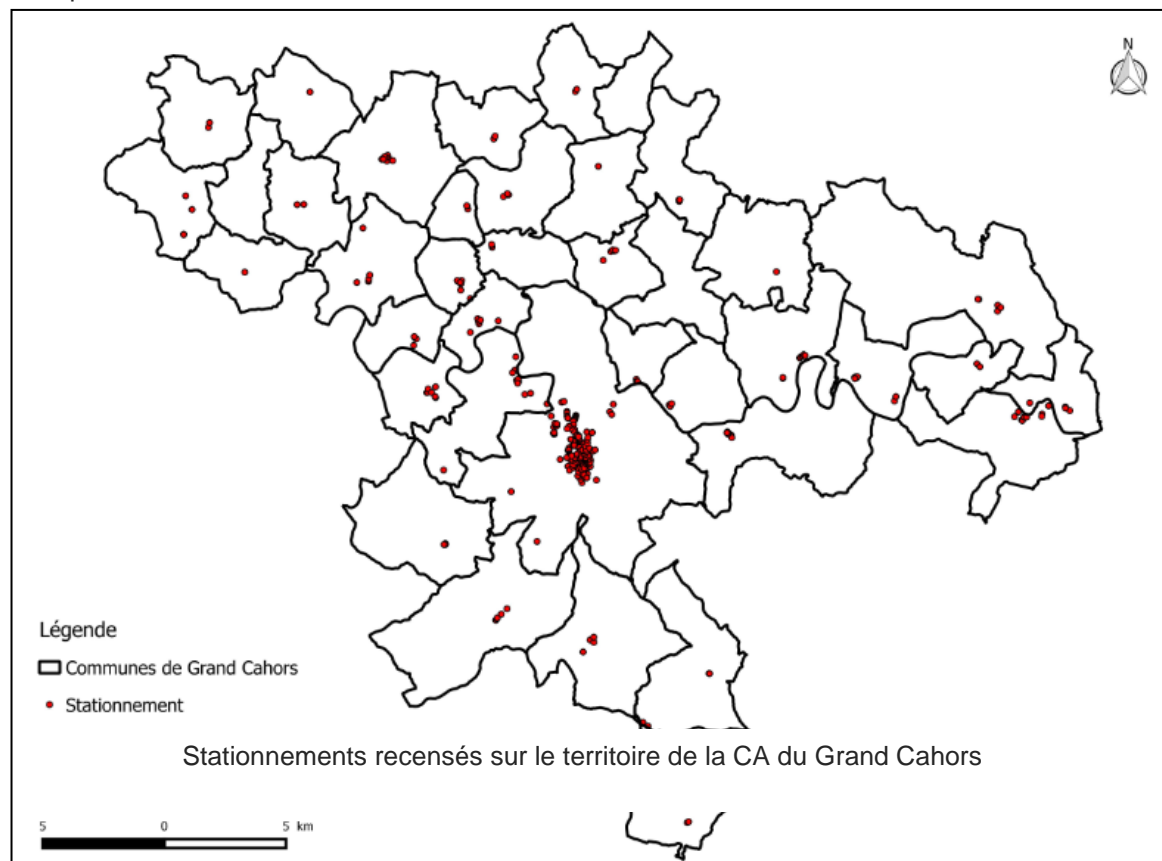 N
Légende
Communes de Grand Cahors
Stationnement
Stationnements recensés sur le territoire de la CA du Grand Cahors
5 0 5 km